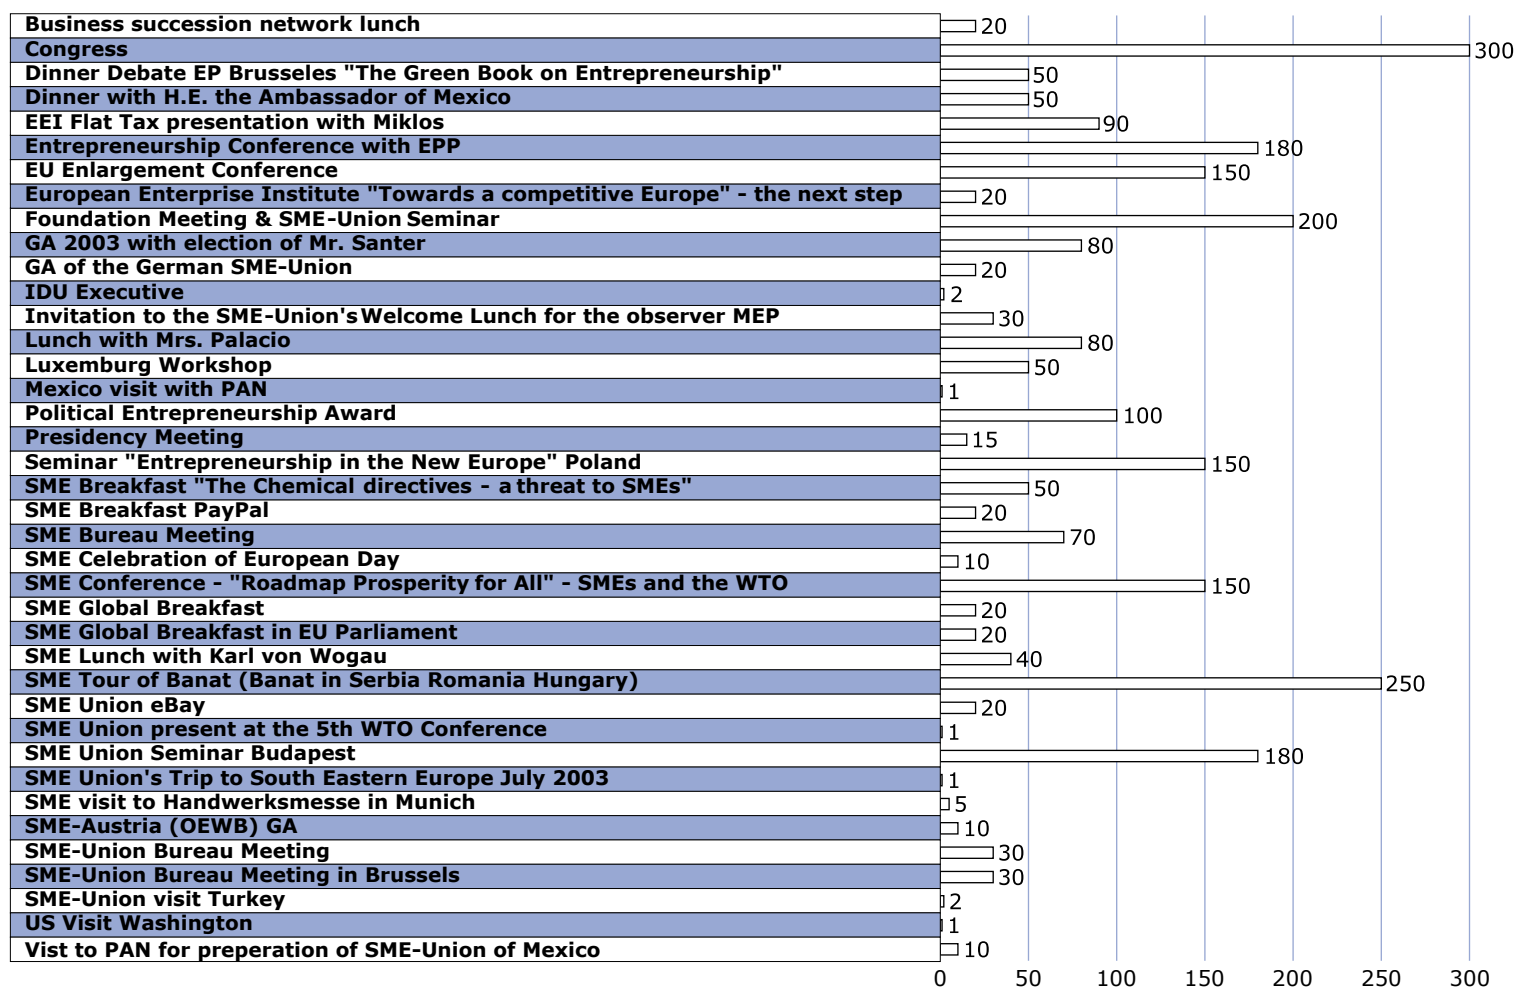 Business succession network lunch 20
Congress 300
Dinner Debate EP Brusseles "The Green Book on Entrepreneurship" 50
Dinner with H.E. the Ambassador of Mexico 50
EEI Flat Tax presentation with Miklos 90
Entrepreneurship Conference with EPP 180
EU Enlargement Conference 150
European Enterprise Institute "Towards a competitive Europe" - the next step 20
Foundation Meeting & SME-Union Seminar 200
GA 2003 with election of Mr. Santer 80
GA of the German SME-Union 20
IDU Executive 2
Invitation to the SME-Union's Welcome Lunch for the observer MEP 30
Lunch with Mrs. Palacio 80
Luxemburg Workshop 50
Mexico visit with PAN 1
Political Entrepreneurship Award 100
Presidency Meeting 15
Seminar "Entrepreneurship in the New Europe" Poland 150
SME Breakfast "The Chemical directives - a threat to SMEs" 50
SME Breakfast PayPal 20
SME Bureau Meeting 70
SME Celebration of European Day 10
SME Conference - "Roadmap Prosperity for All" - SMEs and the WTO 150
SME Global Breakfast 20
SME Global Breakfast in EU Parliament 20
SME Lunch with Karl von Wogau 40
SME Tour of Banat (Banat in Serbia Romania Hungary) 250
SME Union eBay 20
SME Union present at the 5th WTO Conference 1
SME Union Seminar Budapest 180
SME Union's Trip to South Eastern Europe July 2003 1
SME visit to Handwerksmesse in Munich 5
SME-Austria (OEWB) GA 10
SME-Union Bureau Meeting 30
SME-Union Bureau Meeting in Brussels 30
SME-Union visit Turkey 2
US Visit Washington 1
Vist to PAN for preperation of SME-Union of Mexico 10
0 50 100 150 200 250 300